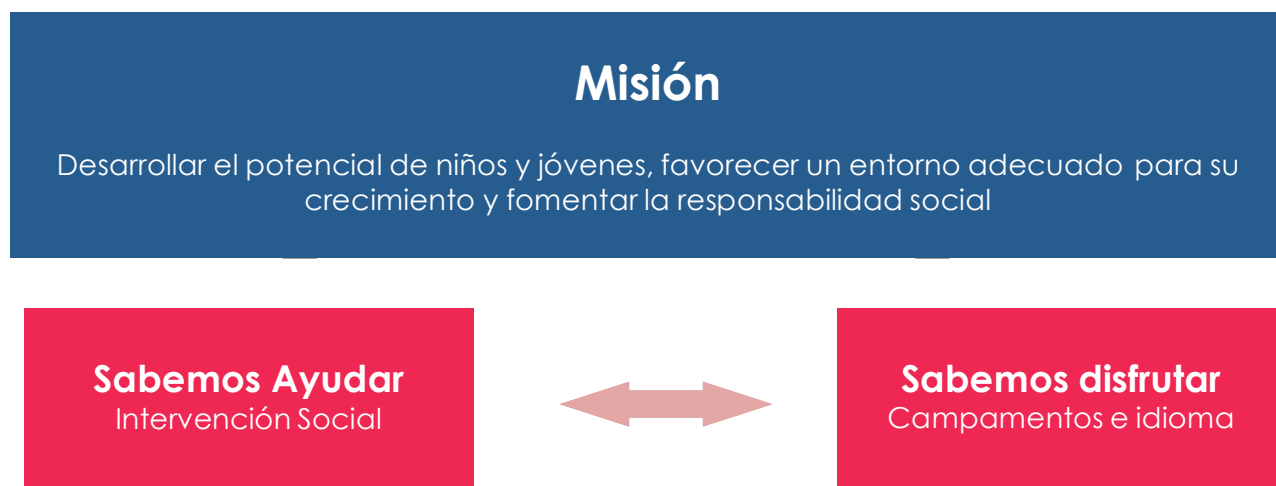 Misión
Desarrollar el potencial de niños y jóvenes, favorecer un entorno adecuado para su
crecimiento y fomentar la responsabilidad social
Sabemos Ayudar
Intervención Social
Sabemos disfrutar
Campamentos e idioma